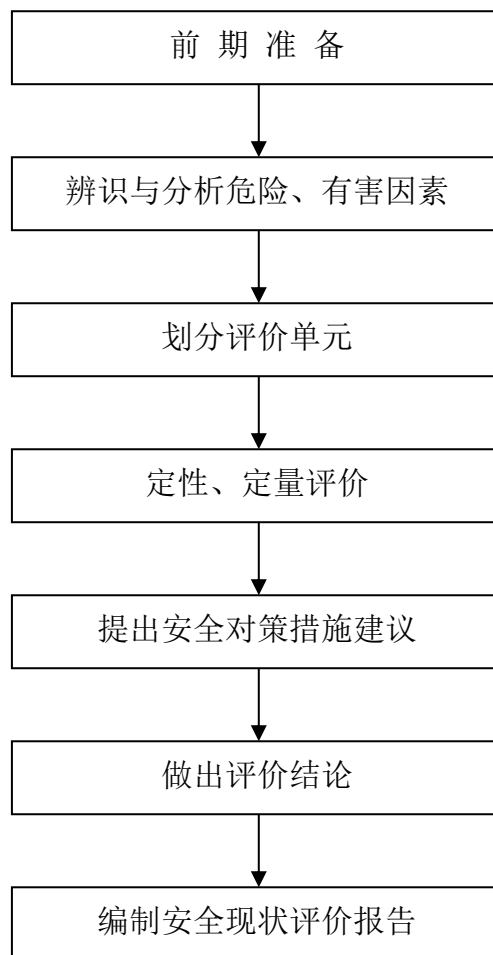 前 期 准 备
辨识与分析危险、有害因素
划分评价单元
定性、定量评价
提出安全对策措施建议
做出评价结论
编制安全现状评价报告